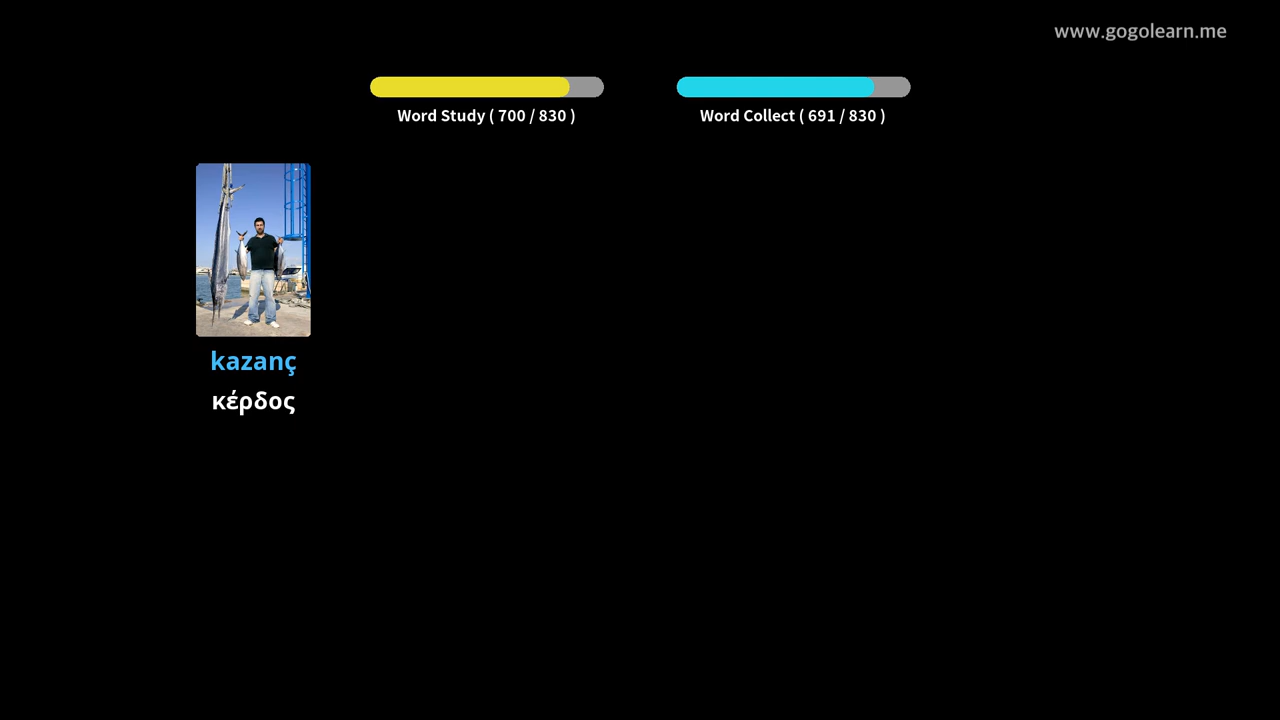 www.gogolearn.me
Word Study ( 700 / 830 )
Word Collect ( 691 / 830 )
kazanç
κέρδος